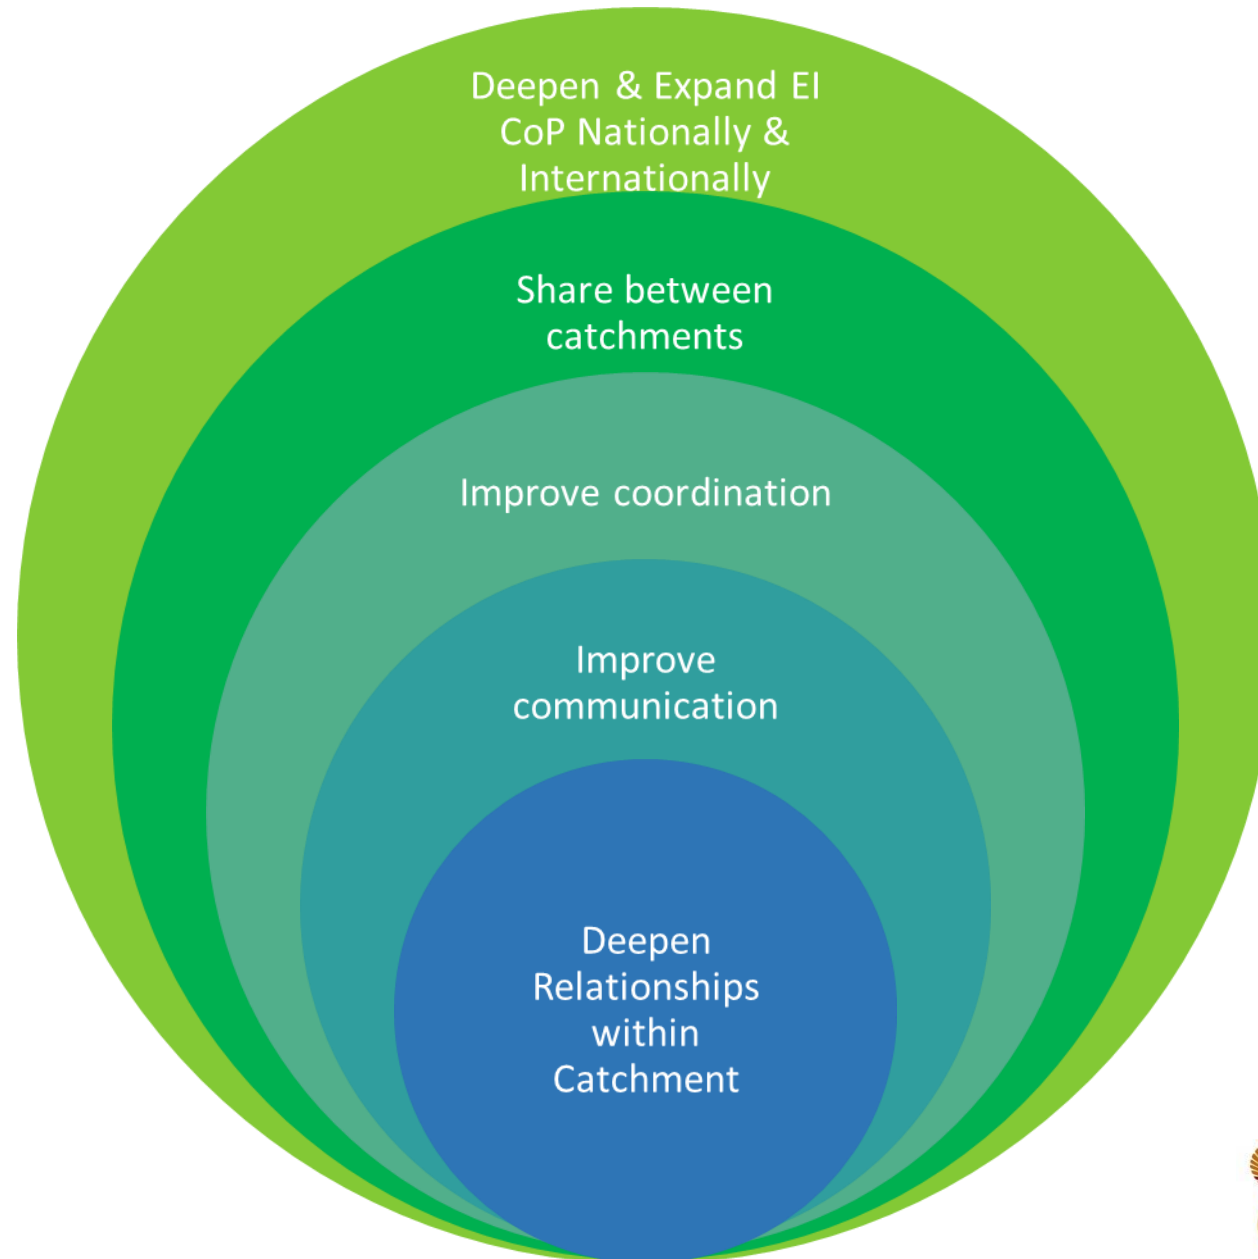 Deepen & Expand EI
CoP Nationally &
Internationally
Share between
catchments
Improve coordination
Improve
communication
Deepen
Relationships
within
Catchment